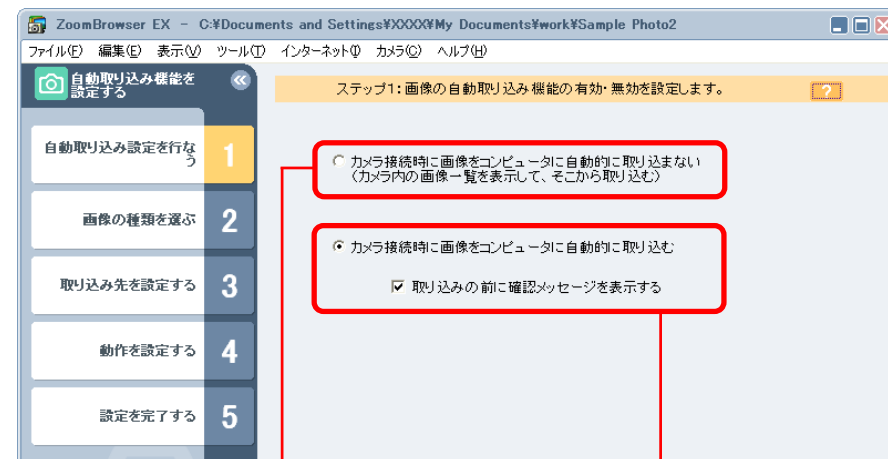 ZoomBrowser EX - C:¥Documents and Settings¥XXXX¥My Documents¥work¥Sample Photo2
ファイル(F) 編集(E) 表示(V) ツール(T) インターネット(I) カメラ(C) ヘルプ(H)
自動取り込み機能を
設定する
ステップ1:画像の自動取り込み機能の有効・無効を設定します。
?
自動取り込み設定を行な
う
1
カメラ接続時に画像をコンピュータに自動的に取り込まない
(カメラ内の画像一覧を表示して、そこから取り込む)
画像の種類を選ぶ
2
カメラ接続時に画像をコンピュータに自動的に取り込む
取り込み先を設定する
3
取り込みの前に確認メッセージを表示する
動作を設定する
4
設定を完了する
5